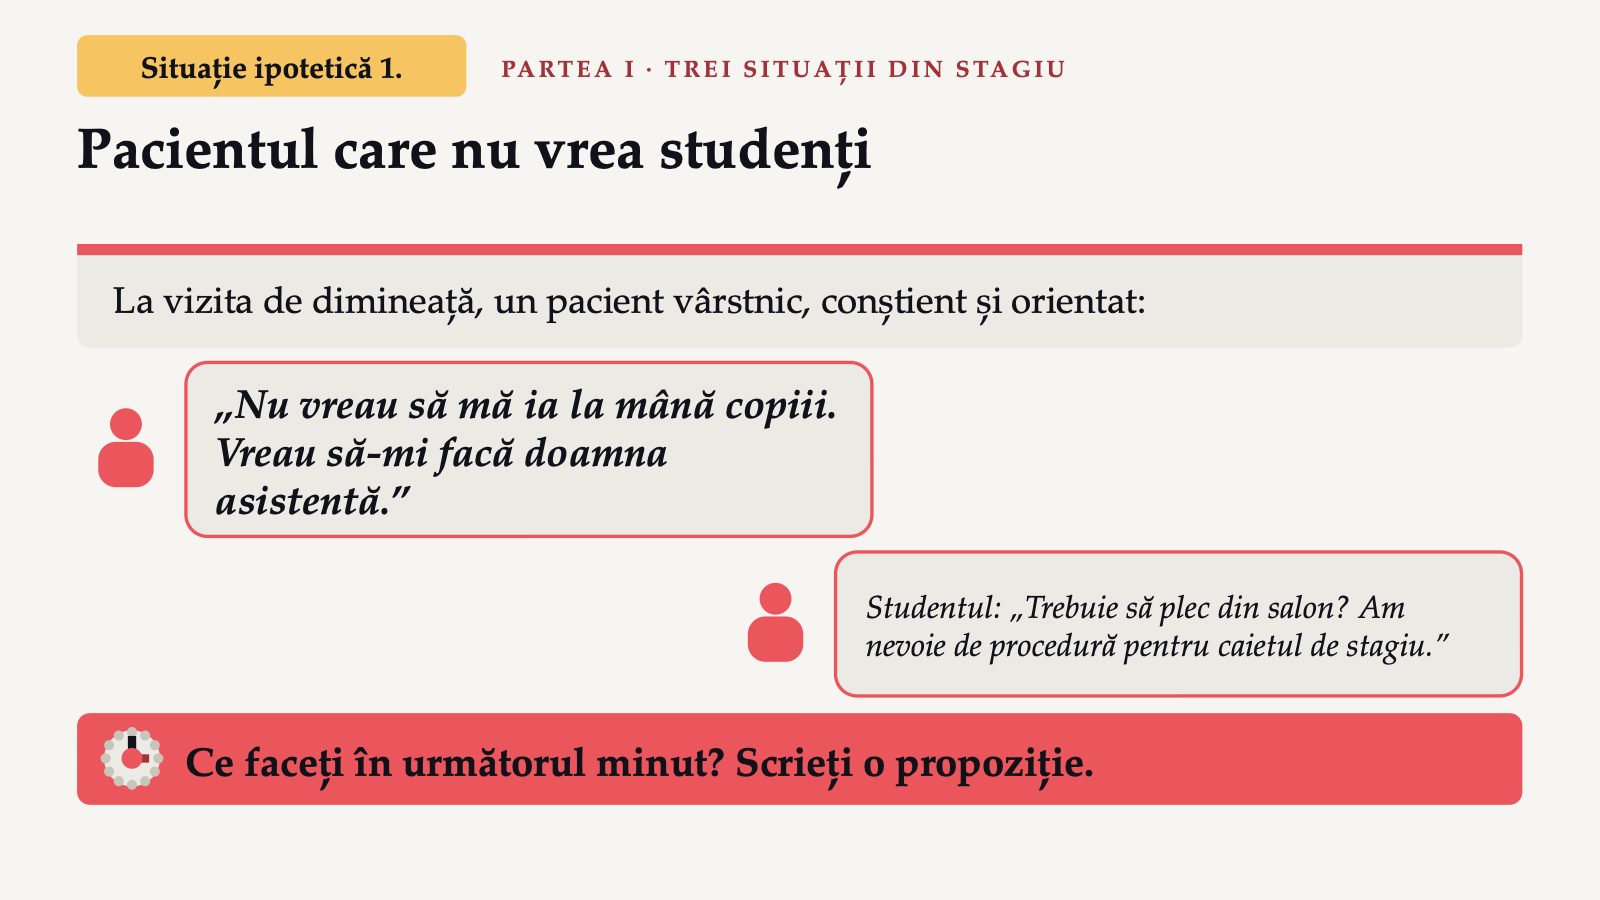 Situație ipotetică 1.
PARTEA I · TREI SITUAȚII DIN STAGIU
Pacientul care nu vrea studenți
La vizita de dimineață, un pacient vârstnic, conștient și orientat:
„Nu vreau să mă ia la mână copiii.
Vreau să-mi facă doamna
asistentă.”
Studentul: „Trebuie să plec din salon? Am
nevoie de procedură pentru caietul de stagiu.”
Ce faceți în următorul minut? Scrieți o propoziție.